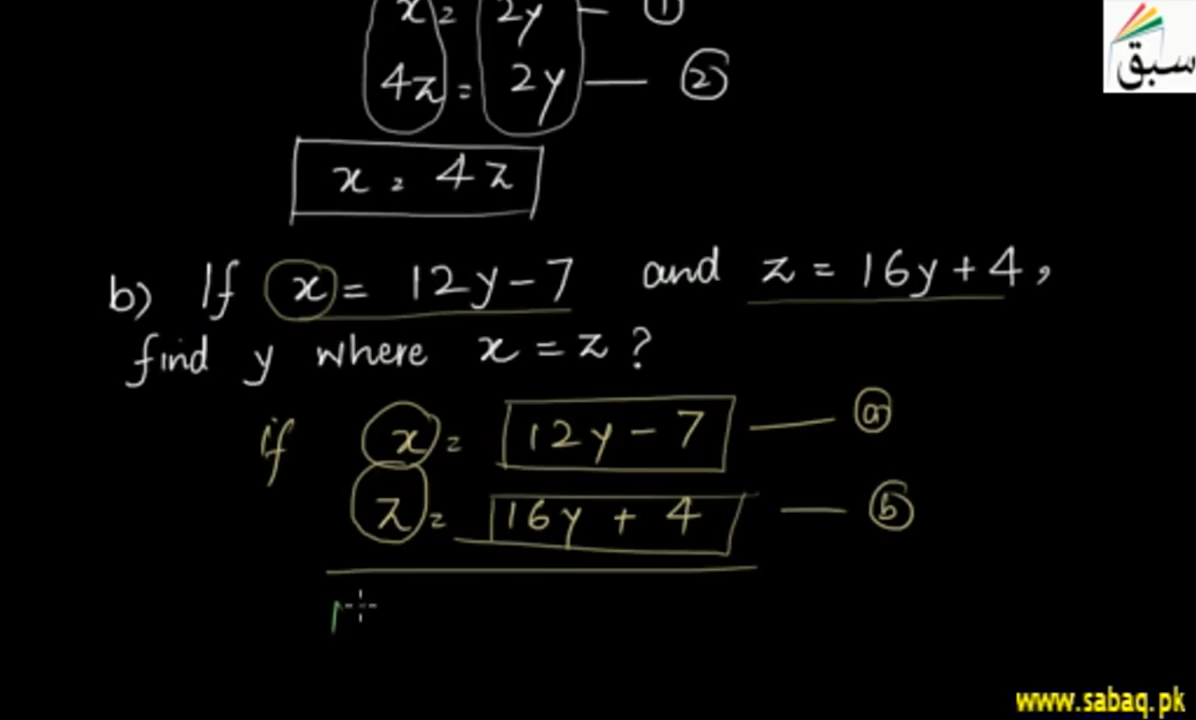 x = 2y — ①
سبق
4z = 2y — ②
x = 4z
b) If x = 12y - 7 and z = 16y + 4,
find y where x = z ?
if x = 12y - 7 — ⓐ
z = 16y + 4 — ⓑ
www.sabaq.pk